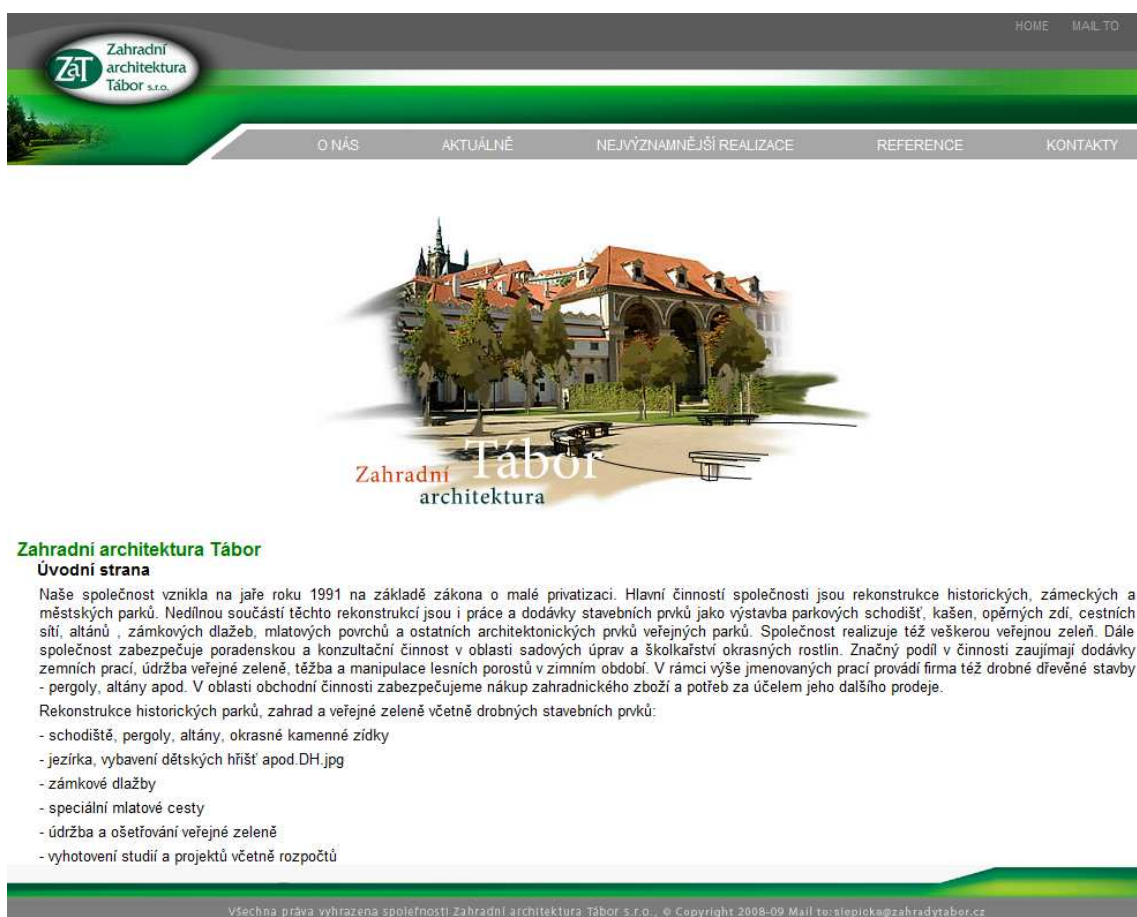 HOME MAIL TO
Zahradní
architektura
Tábor s.r.o.
ZaT
O NÁS AKTUÁLNĚ NEJVÝZNAMNĚJŠÍ REALIZACE REFERENCE KONTAKTY
Tábor
Zahradní
architektura
Zahradní architektura Tábor
Úvodní strana
Naše společnost vznikla na jaře roku 1991 na základě zákona o malé privatizaci. Hlavní činností společnosti jsou rekonstrukce historických, zámeckých a
městských parků. Nedílnou součástí těchto rekonstrukcí jsou i práce a dodávky stavebních prvků jako výstavba parkových schodišť, kašen, opěrných zdí, cestních
sítí, altánů , zámkových dlažeb, mlatových povrchů a ostatních architektonických prvků veřejných parků. Společnost realizuje též veškerou veřejnou zeleň. Dále
společnost zabezpečuje poradenskou a konzultační činnost v oblasti sadových úprav a školkařství okrasných rostlin. Značný podíl v činnosti zaujímají dodávky
zemních prací, údržba veřejné zeleně, těžba a manipulace lesních porostů v zimním období. V rámci výše jmenovaných prací provádí firma též drobné dřevěné stavby
- pergoly, altány apod. V oblasti obchodní činnosti zabezpečujeme nákup zahradnického zboží a potřeb za účelem jeho dalšího prodeje.
Rekonstrukce historických parků, zahrad a veřejné zeleně včetně drobných stavebních prvků:
- schodiště, pergoly, altány, okrasné kamenné zídky
- jezírka, vybavení dětských hřišť apod.DH.jpg
- zámkové dlažby
- speciální mlatové cesty
- údržba a ošetřování veřejné zeleně
- vyhotovení studií a projektů včetně rozpočtů
Všechna práva vyhrazena společnosti Zahradní architektura Tábor s.r.o., © Copyright 2008-09 Mail to:slepicka@zahradytabor.cz